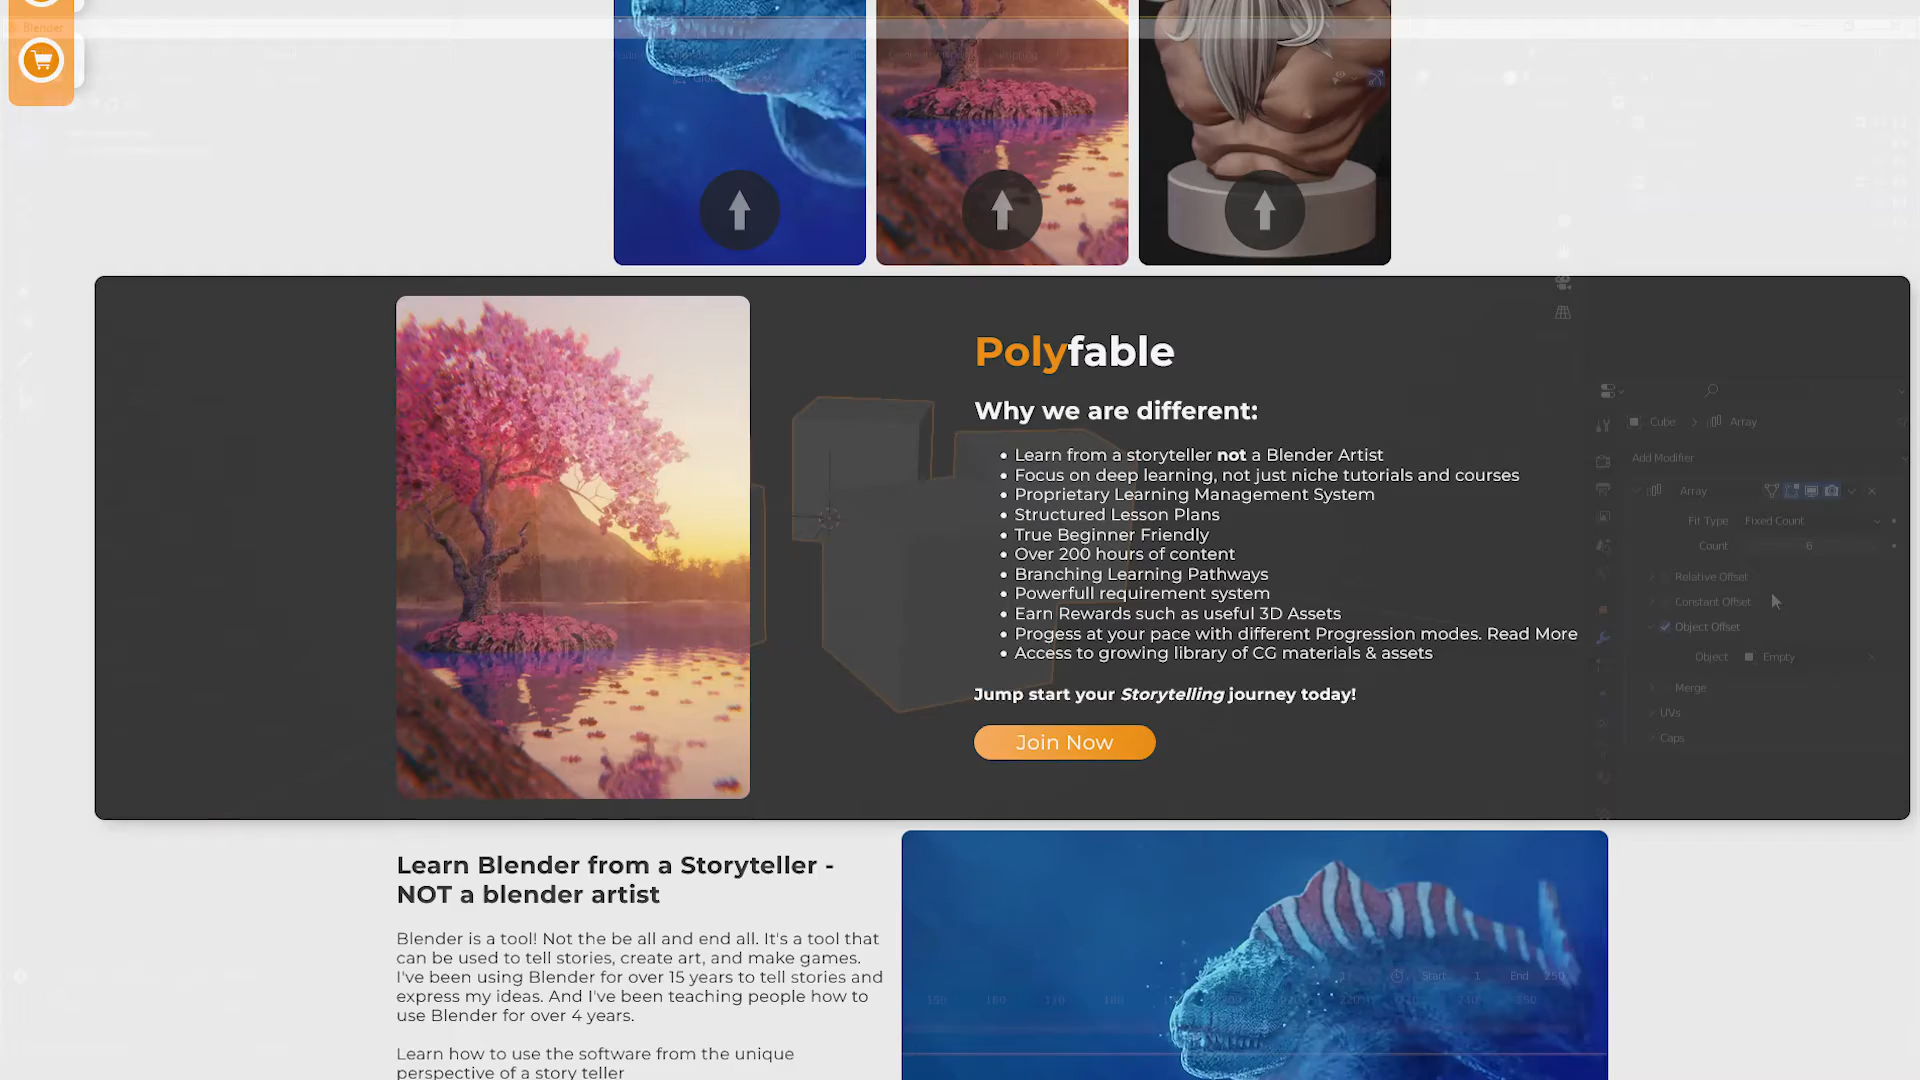 Blender
Polyfable
Why we are different:
Learn from a storyteller not a Blender Artist
Focus on deep learning, not just niche tutorials and courses
Proprietary Learning Management System
Structured Lesson Plans
True Beginner Friendly
Over 200 hours of content
Branching Learning Pathways
Powerfull requirement system
Earn Rewards such as useful 3D Assets
Progess at your pace with different Progression modes. Read More
Access to growing library of CG materials & assets
Jump start your Storytelling journey today!
Join Now
Cube > Array
Add Modifier
Array
Fit Type Fixed Count
Count 6
Relative Offset
Constant Offset
Object Offset
Object Empty
Merge
UVs
Caps
Learn Blender from a Storyteller -
NOT a blender artist
Blender is a tool! Not the be all and end all. It's a tool that
can be used to tell stories, create art, and make games.
I've been using Blender for over 15 years to tell stories and
express my ideas. And I've been teaching people how to
use Blender for over 4 years.
Learn how to use the software from the unique
perspective of a story teller
Start 1 End 250
150 160 170 180 240 250